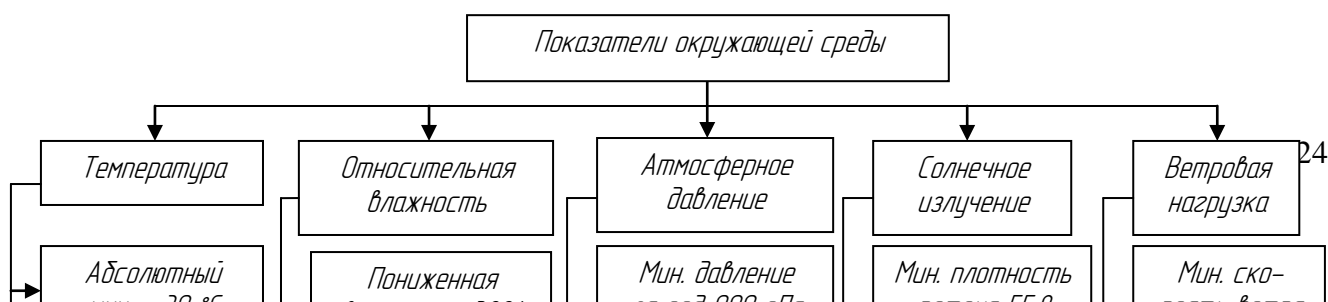 Показатели окружающей среды
Температура
Относительная
влажность
Атмосферное
давление
Солнечное
излучение
Ветровая
нагрузка
24
Абсолютный
Пониженная
Мин. давление
Мин. плотность
Мин. ско-